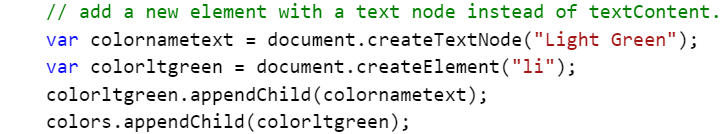 // add a new element with a text node instead of textContent.
var colornametext = document.createTextNode("Light Green");
var colorltgreen = document.createElement("li");
colorltgreen.appendChild(colornametext);
colors.appendChild(colorltgreen);